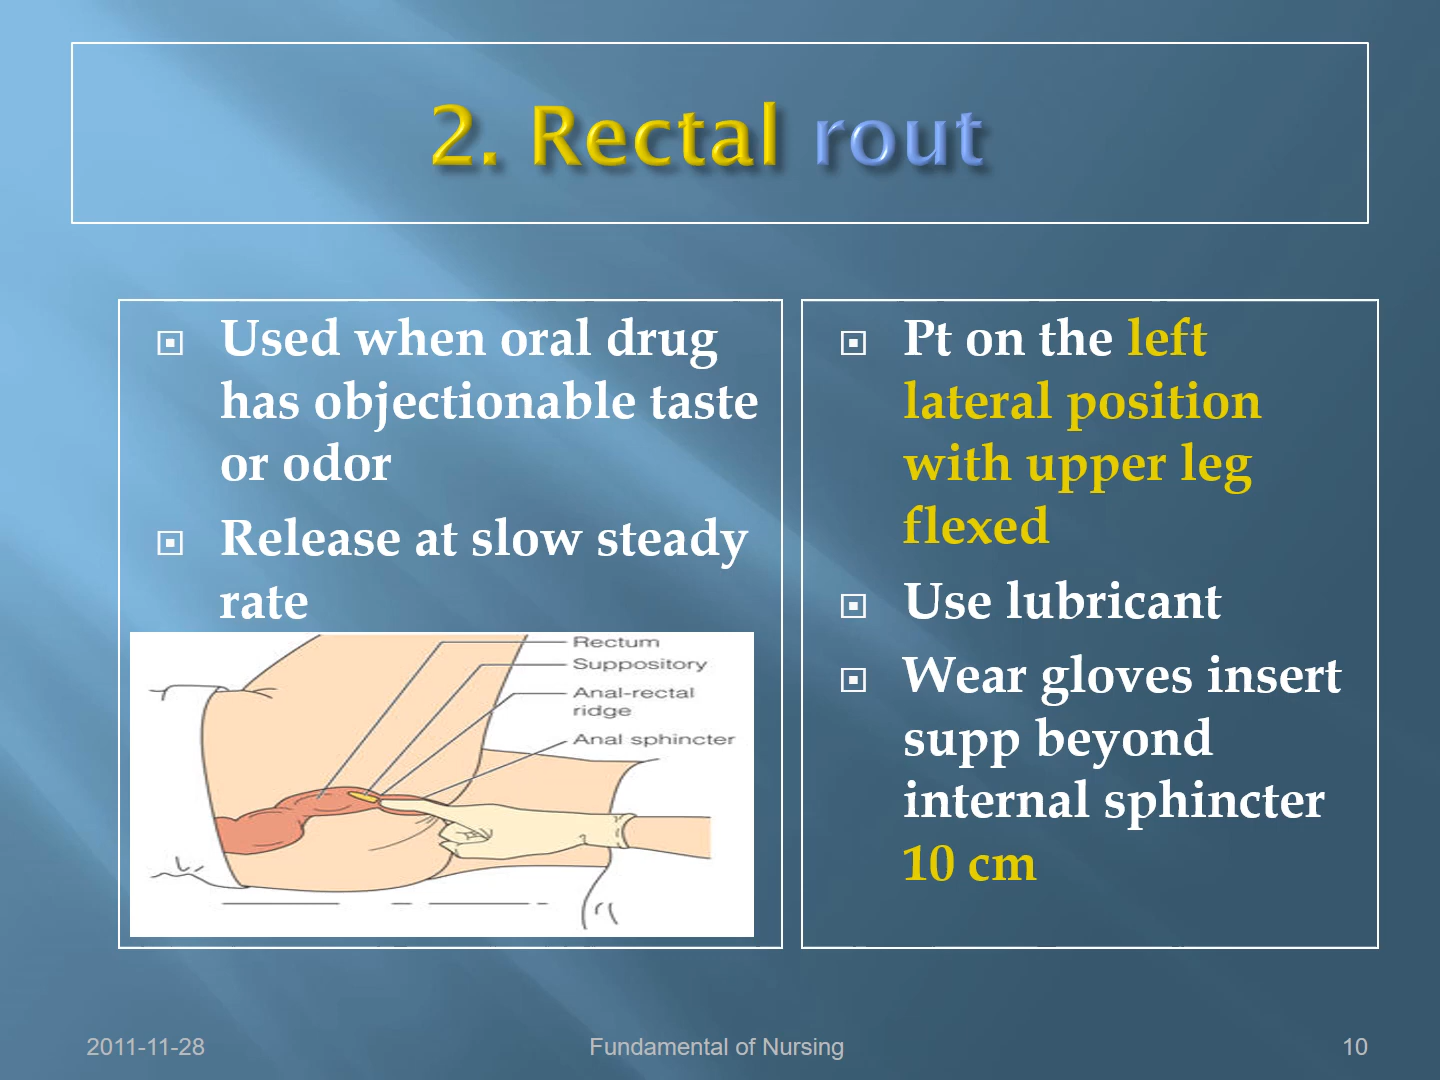 2. Rectal rout
Used when oral drug
has objectionable taste
or odor
Release at slow steady
rate
Rectum
Suppository
Anal-rectal
ridge
Anal sphincter
Pt on the left
lateral position
with upper leg
flexed
Use lubricant
Wear gloves insert
supp beyond
internal sphincter
10 cm
2011-11-28
Fundamental of Nursing
10